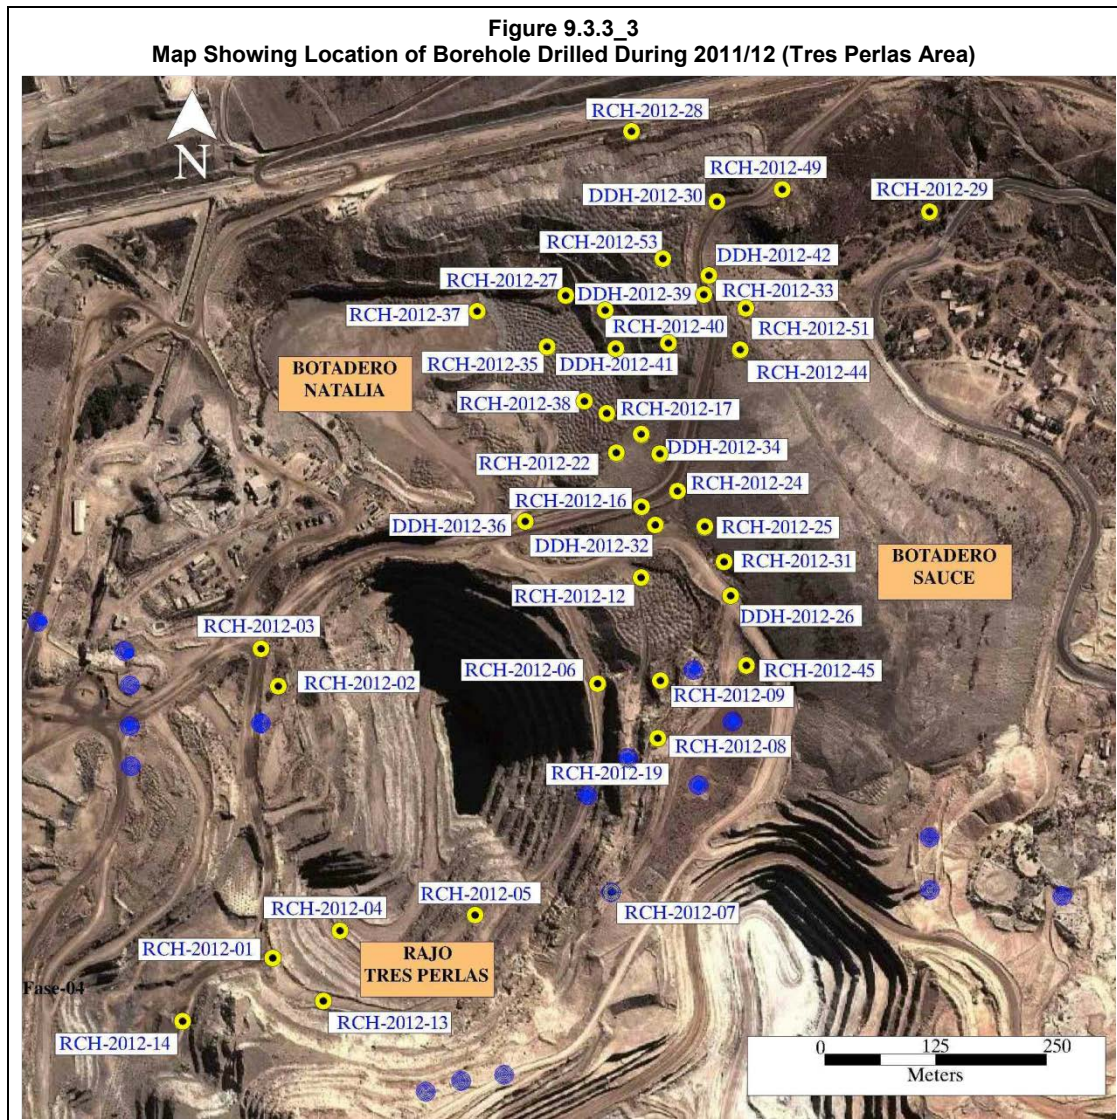 Figure 9.3.3_3
Map Showing Location of Borehole Drilled During 2011/12 (Tres Perlas Area)
N
RCH-2012-28
RCH-2012-49
DDH-2012-30
RCH-2012-29
RCH-2012-53
DDH-2012-42
RCH-2012-27
DDH-2012-39
RCH-2012-33
RCH-2012-37
RCH-2012-40
RCH-2012-51
RCH-2012-35
DDH-2012-41
RCH-2012-44
BOTADERO
NATALIA
RCH-2012-38
RCH-2012-17
RCH-2012-22
DDH-2012-34
RCH-2012-24
RCH-2012-16
DDH-2012-36
RCH-2012-25
DDH-2012-32
RCH-2012-31
BOTADERO
SAUCE
RCH-2012-12
DDH-2012-26
RCH-2012-03
RCH-2012-06
RCH-2012-45
RCH-2012-02
RCH-2012-09
RCH-2012-08
RCH-2012-19
RCH-2012-05
RCH-2012-04
RCH-2012-07
RCH-2012-01
RAJO
TRES PERLAS
Fase-04
RCH-2012-13
RCH-2012-14
0 125 250
Meters